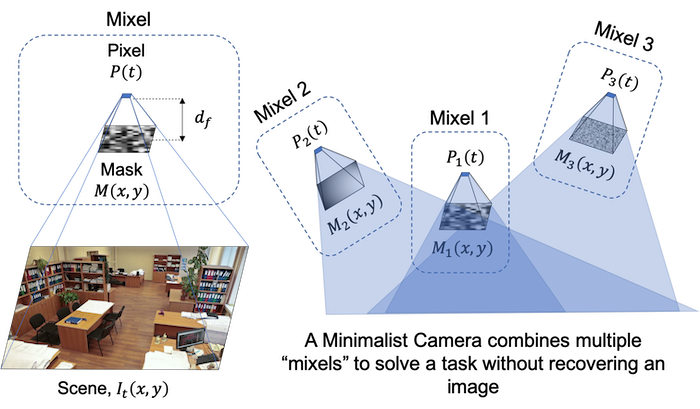 Mixel
Pixel
P(t)
d_f
Mask
M(x, y)
Scene, I_t(x, y)
Mixel 2
P_2(t)
M_2(x, y)
Mixel 1
P_1(t)
M_1(x, y)
Mixel 3
P_3(t)
M_3(x, y)
A Minimalist Camera combines multiple
“mixels” to solve a task without recovering an
image